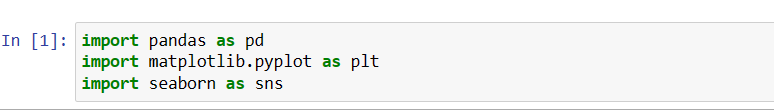 In [1]: import pandas as pd
import matplotlib.pyplot as plt
import seaborn as sns